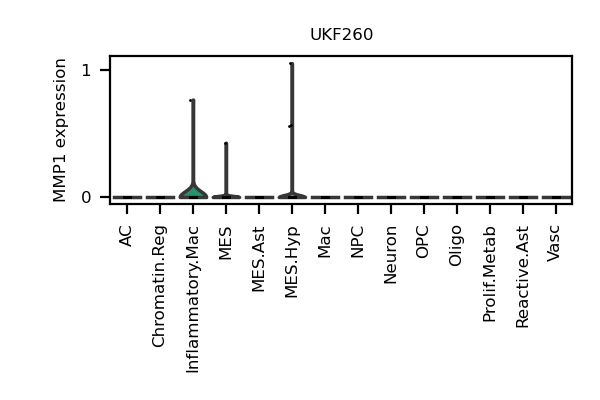 UKF260
MMP1 expression
1
0
AC
Chromatin.Reg
Inflammatory.Mac
MES
MES.Ast
MES.Hyp
Mac
NPC
Neuron
OPC
Oligo
Prolif.Metab
Reactive.Ast
Vasc